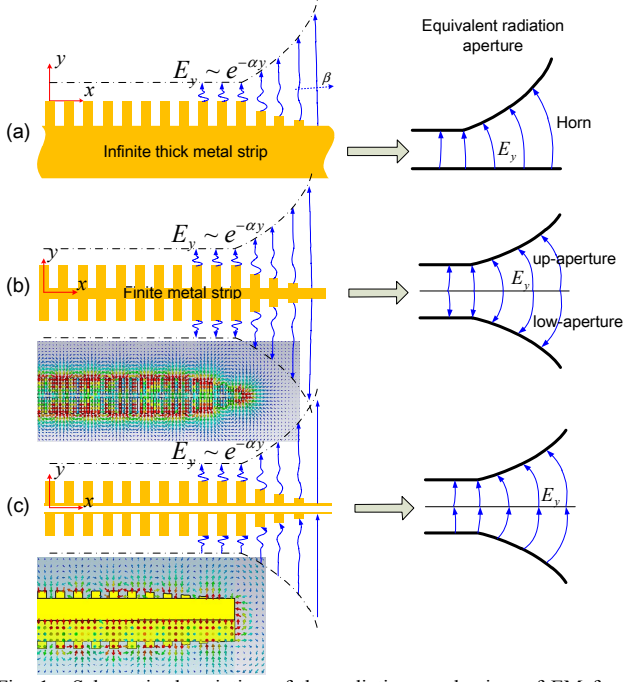 Equivalent radiation
aperture
y
E_y ~ e^{-αy}
β
x
(a)
Infinite thick metal strip
Horn
E_y
E_y ~ e^{-αy}
y
x
(b)
Finite metal strip
up-aperture
E_y
low-aperture
E_y ~ e^{-αy}
y
x
(c)
E_y